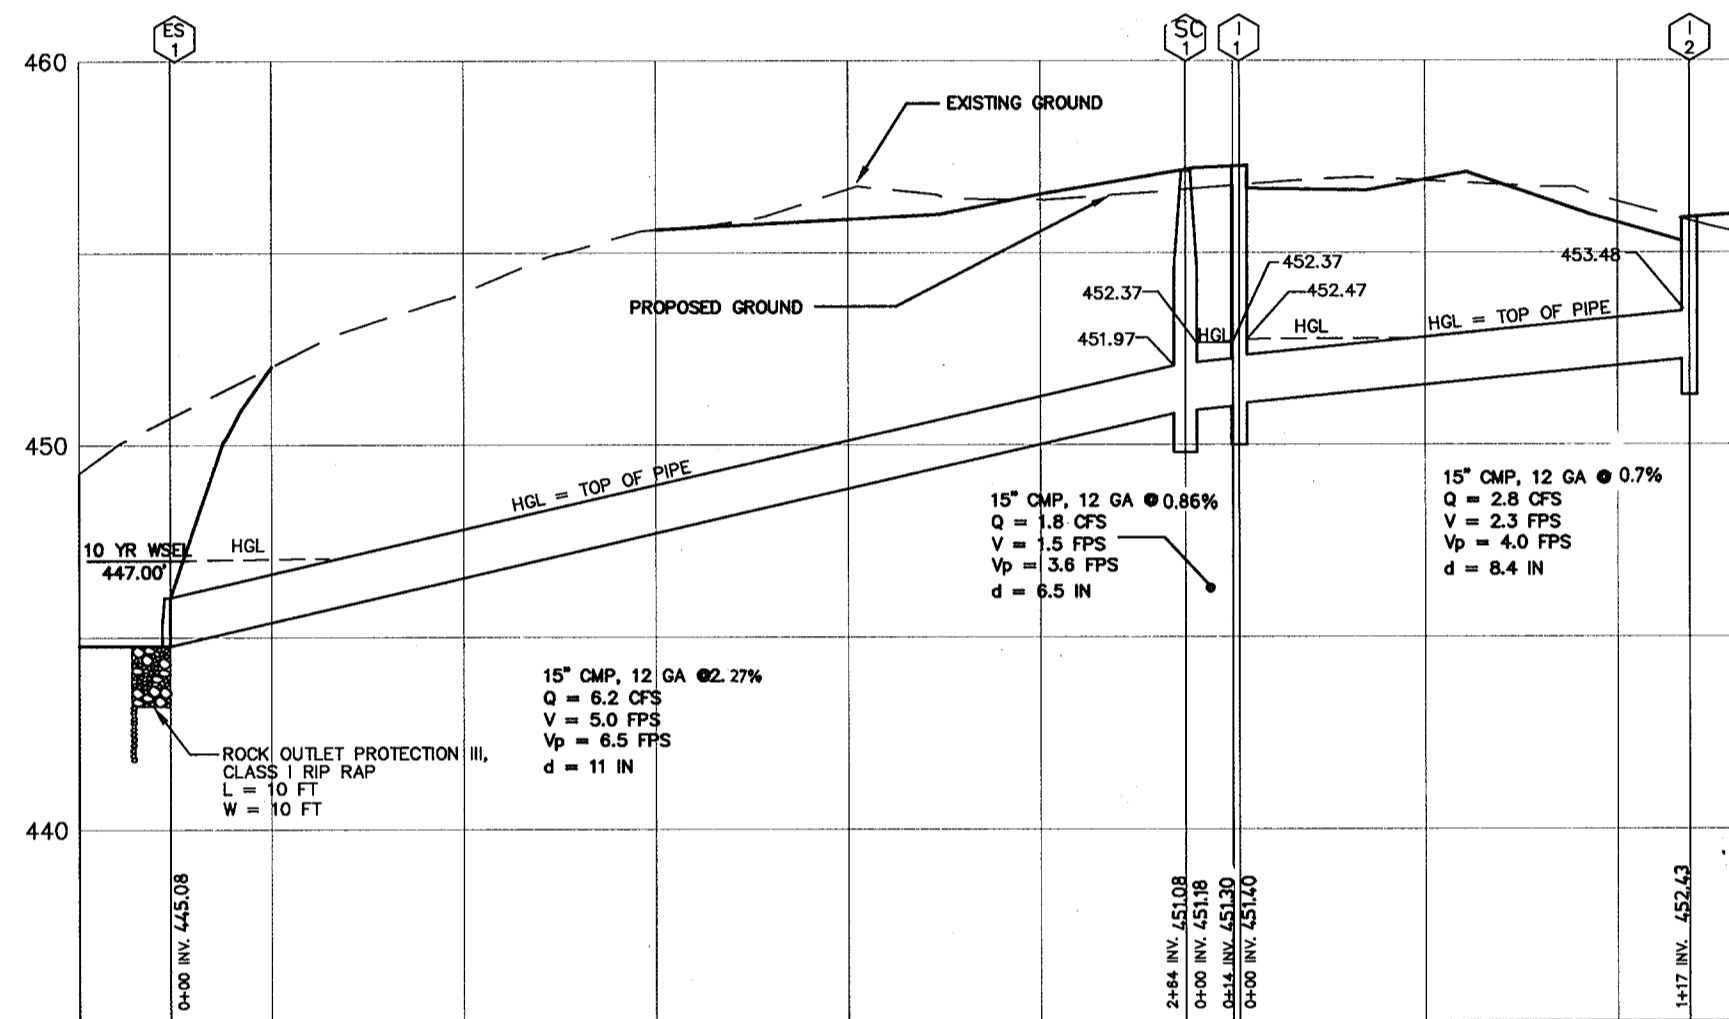 ES
1
SC
1
I
1
I
2
460
EXISTING GROUND
452.37
453.48
452.37
452.47
PROPOSED GROUND
HGL
HGL
HGL = TOP OF PIPE
451.97
450
HGL = TOP OF PIPE
15" CMP, 12 GA @ 0.86%
Q = 1.8 CFS
V = 1.5 FPS
Vp = 3.6 FPS
d = 6.5 IN
15" CMP, 12 GA @ 0.7%
Q = 2.8 CFS
V = 2.3 FPS
Vp = 4.0 FPS
d = 8.4 IN
10 YR WSEL
447.00'
HGL
15" CMP, 12 GA @2.27%
Q = 6.2 CFS
V = 5.0 FPS
Vp = 6.5 FPS
d = 11 IN
ROCK OUTLET PROTECTION III,
CLASS I RIP RAP
L = 10 FT
W = 10 FT
440
0+00 INV. 445.08
2+64 INV. 451.08
0+00 INV. 451.18
0+14 INV. 451.30
0+00 INV. 451.40
1+17 INV. 452.43